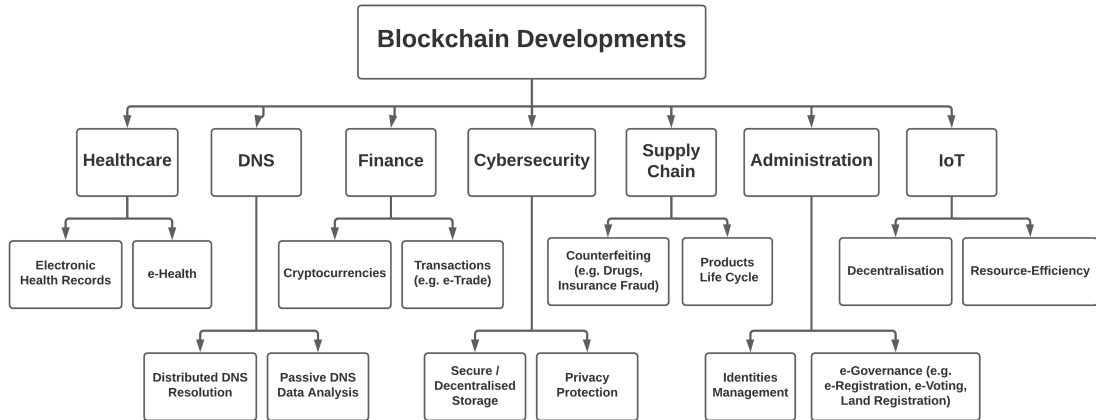 Blockchain Developments
Healthcare
DNS
Finance
Cybersecurity
Supply
Chain
Administration
IoT
Electronic
Health Records
e-Health
Cryptocurrencies
Transactions
(e.g. e-Trade)
Counterfeiting
(e.g. Drugs,
Insurance Fraud)
Products
Life Cycle
Decentralisation
Resource-Efficiency
Distributed DNS
Resolution
Passive DNS
Data Analysis
Secure /
Decentralised
Storage
Privacy
Protection
Identities
Management
e-Governance (e.g.
e-Registration, e-Voting,
Land Registration)